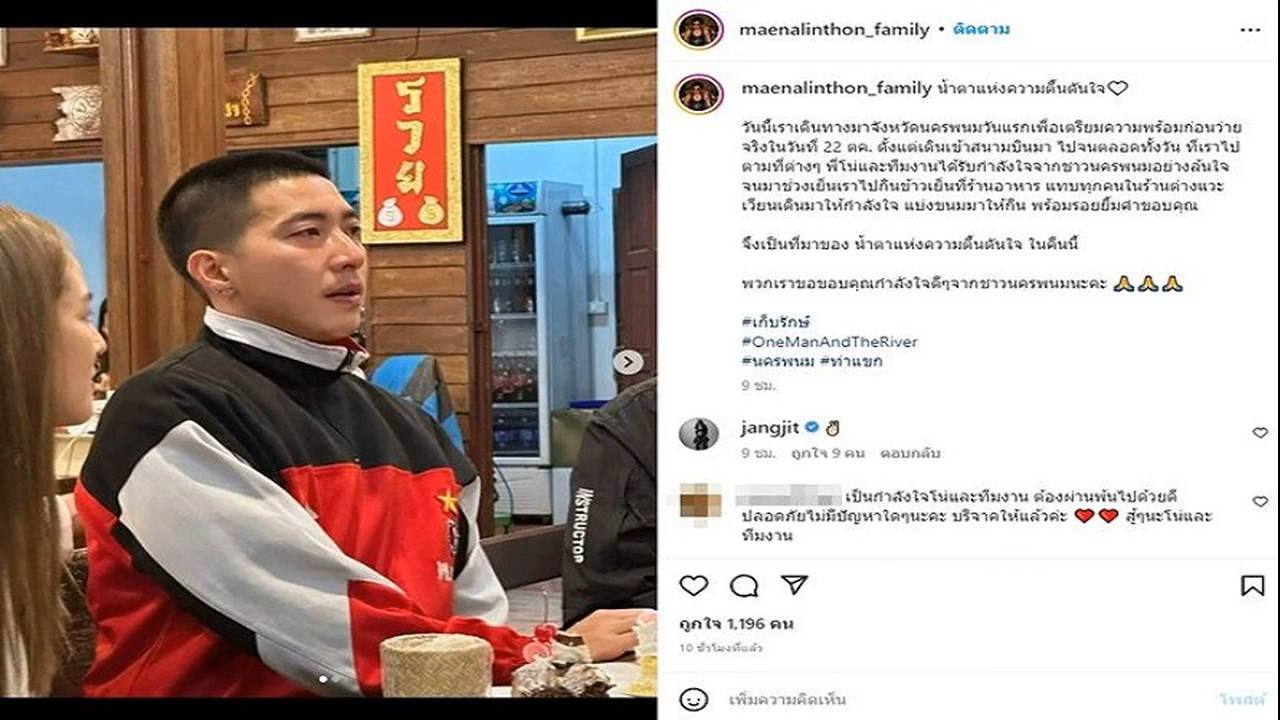 รวย
INSTRUCTOR
maenalinthon_family • ติดตาม
maenalinthon_family น้ำตาแห่งความตื้นตันใจ♡
วันนี้เราเดินทางมาจังหวัดนครพนมวันแรกเพื่อเตรียมความพร้อมก่อนว่าย
จริงในวันที่ 22 ตค. ตั้งแต่เดินเข้าสนามบินมา ไปจนตลอดทั้งวัน ที่เราไป
ตามที่ต่างๆ พี่โน่และทีมงานได้รับกำลังใจจากชาวนครพนมอย่างล้นใจ
จนมาช่วงเย็นเราไปกินข้าวเย็นที่ร้านอาหาร แทบทุกคนในร้านต่างแวะ
เวียนเดินมาให้กำลังใจ แบ่งขนมมาให้กิน พร้อมรอยยิ้มคำขอบคุณ
จึงเป็นที่มาของ น้ำตาแห่งความตื้นตันใจ ในคืนนี้
พวกเราขอขอบคุณกำลังใจดีๆจากชาวนครพนมนะคะ 🙏🙏🙏
#เก็บรักษ์
#OneManAndTheRiver
#นครพนม #ท่าแขก
9 ชม.
jangjit ✌🏻
9 ชม. ถูกใจ 9 คน ตอบกลับ
เป็นกำลังใจโน่และทีมงาน ต้องผ่านพ้นไปด้วยดี
ปลอดภัยไม่มีปัญหาใดๆนะคะ บริจาคให้แล้วค่ะ ❤️❤️ สู้ๆนะโน่และ
ทีมงาน
ถูกใจ 1,196 คน
10 ชั่วโมงที่แล้ว
เพิ่มความคิดเห็น
โพสต์